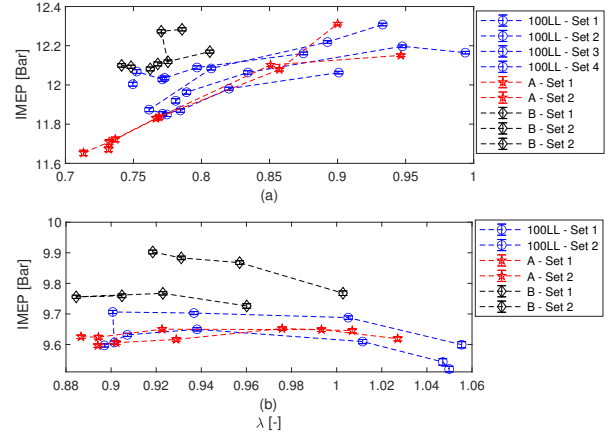 12.4
12.2
12
11.8
11.6
IMEP [Bar]
0.7
0.75
0.8
0.85
0.9
0.95
1
(a)
100LL - Set 1
100LL - Set 2
100LL - Set 3
100LL - Set 4
A - Set 1
A - Set 2
B - Set 1
B - Set 2
B - Set 2
10
9.9
9.8
9.7
9.6
IMEP [Bar]
0.88
0.9
0.92
0.94
0.96
0.98
1
1.02
1.04
1.06
(b)
λ [-]
100LL - Set 1
100LL - Set 2
A - Set 1
A - Set 2
B - Set 1
B - Set 2